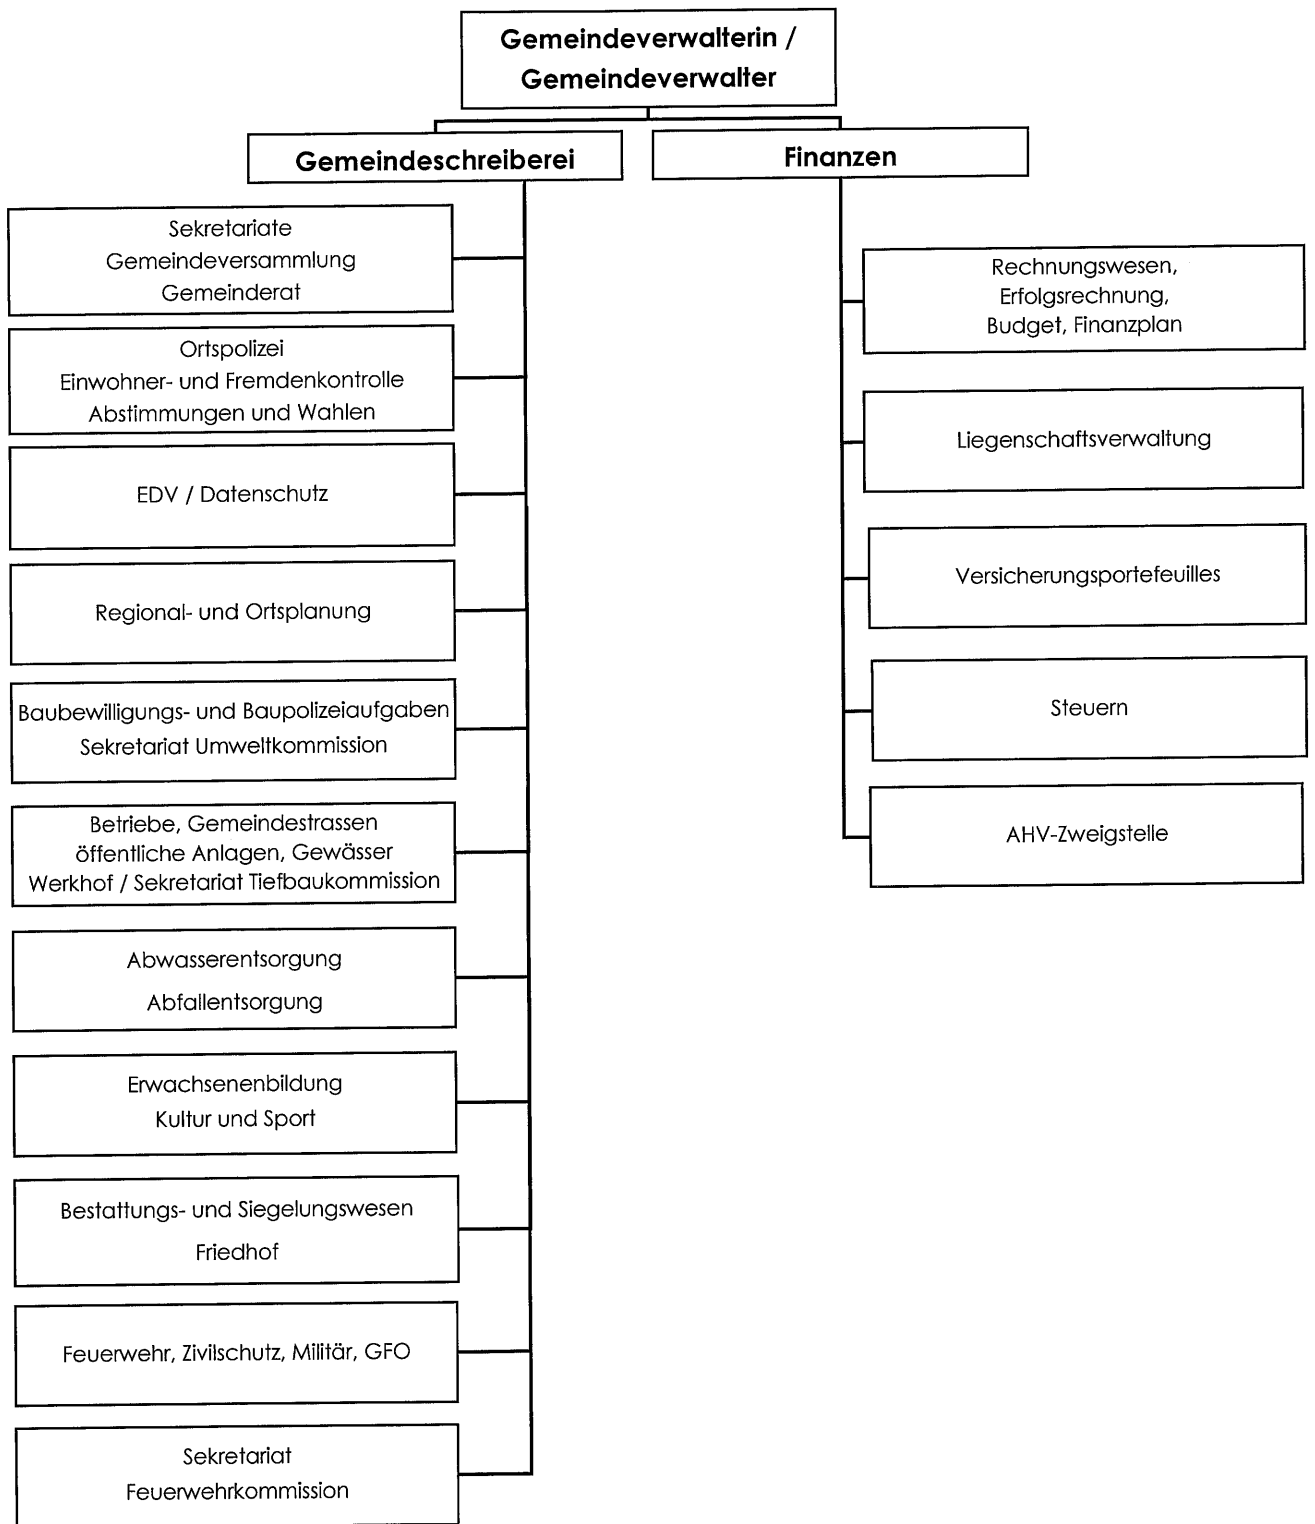 Gemeindeverwalterin /
Gemeindeverwalter
Gemeindeschreiberei
Finanzen
Sekretariate
Gemeindeversammlung
Gemeinderat
Ortspolizei
Einwohner- und Fremdenkontrolle
Abstimmungen und Wahlen
EDV / Datenschutz
Regional- und Ortsplanung
Baubewilligungs- und Baupolizeiaufgaben
Sekretariat Umweltkommission
Betriebe, Gemeindestrassen
öffentliche Anlagen, Gewässer
Werkhof / Sekretariat Tiefbaukommission
Abwasserentsorgung
Abfallentsorgung
Erwachsenenbildung
Kultur und Sport
Bestattungs- und Siegelungswesen
Friedhof
Feuerwehr, Zivilschutz, Militär, GFO
Sekretariat
Feuerwehrkommission
Rechnungswesen,
Erfolgsrechnung,
Budget, Finanzplan
Liegenschaftsverwaltung
Versicherungsportefeuilles
Steuern
AHV-Zweigstelle